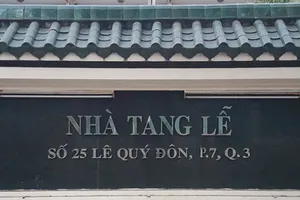 NHÀ TANG LỄ
SỐ 25 LÊ QUÝ ĐÔN, P.7, Q.3